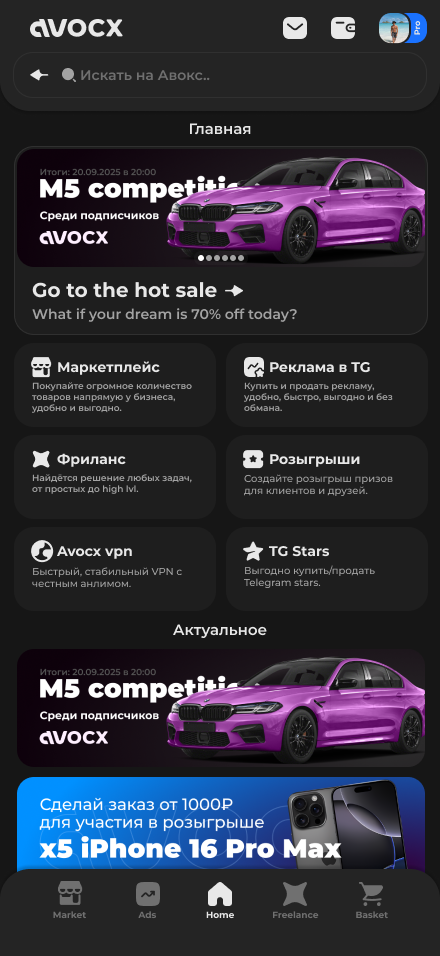 AVOCX
Pro
Искать на Авокс..
Главная
Итоги: 20.09.2025 в 20:00
M5 competitic
Среди подписчиков
AVOCX
Go to the hot sale
What if your dream is 70% off today?
Маркетплейс
Покупайте огромное количество
товаров напрямую у бизнеса,
удобно и выгодно.
Реклама в TG
Купить и продать рекламу,
удобно, быстро, выгодно и без
обмана.
Фриланс
Найдётся решение любых задач,
от простых до high lvl.
Розыгрыши
Создайте розыгрыш призов
для клиентов и друзей.
Avocx vpn
Быстрый, стабильный VPN с
честным анлимом.
TG Stars
Выгодно купить/продать
Telegram stars.
Актуальное
Итоги: 20.09.2025 в 20:00
M5 competitic
Среди подписчиков
AVOCX
Сделай заказ от 1000₽
для участия в розыгрыше
x5 iPhone 16 Pro Max
Market
Ads
Home
Freelance
Basket